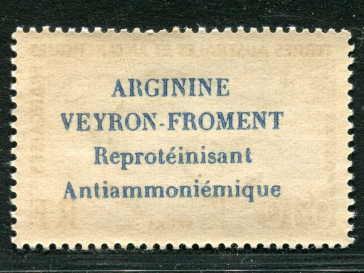 ARGININE
VEYRON-FROMENT
Reprotéinisant
Antiammoniémique